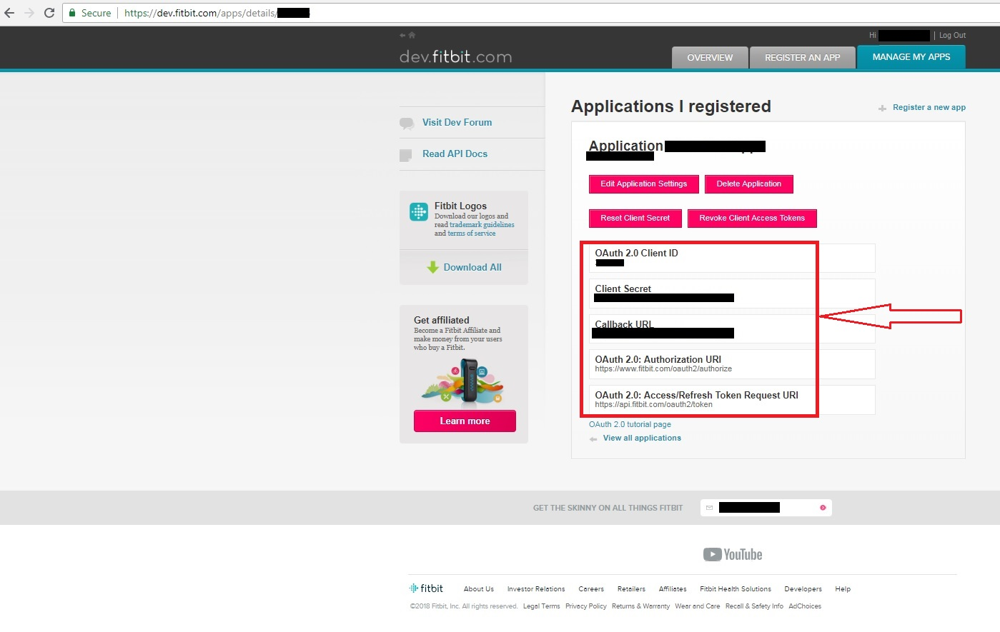 Secure
https://dev.fitbit.com/apps/details/
Hi
Log Out
dev.fitbit.com
OVERVIEW
REGISTER AN APP
MANAGE MY APPS
Visit Dev Forum
Read API Docs
Fitbit Logos
Download our logos and
read trademark guidelines
and terms of service
Download All
Get affiliated
Become a Fitbit Affiliate and
make money from your users
who buy a Fitbit.
Learn more
Applications I registered
Register a new app
Application
Edit Application Settings
Delete Application
Reset Client Secret
Revoke Client Access Tokens
OAuth 2.0 Client ID
Client Secret
Callback URL
OAuth 2.0: Authorization URI
https://www.fitbit.com/oauth2/authorize
OAuth 2.0: Access/Refresh Token Request URI
https://api.fitbit.com/oauth2/token
OAuth 2.0 tutorial page
View all applications
GET THE SKINNY ON ALL THINGS FITBIT
YouTube
fitbit
About Us
Investor Relations
Careers
Retailers
Affiliates
Fitbit Health Solutions
Developers
Help
©2018 Fitbit, Inc. All rights reserved.
Legal Terms
Privacy Policy
Returns & Warranty
Wear and Care
Recall & Safety Info
AdChoices